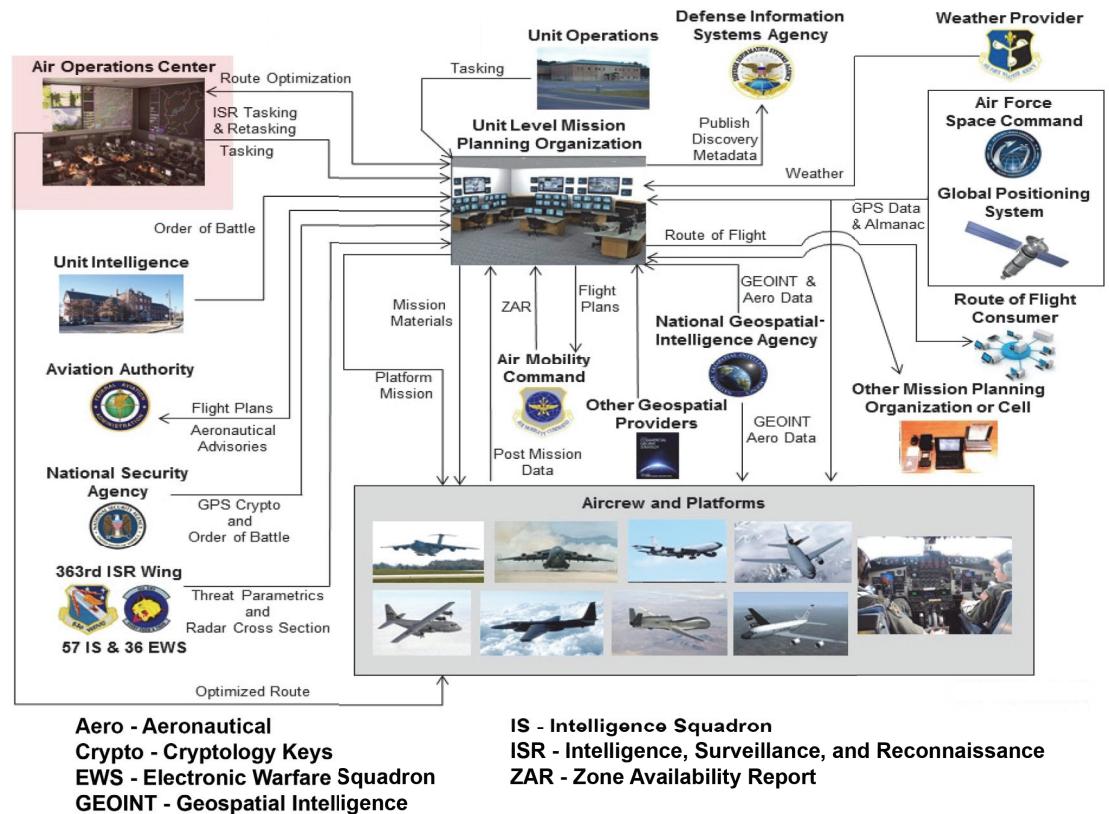 Unit Operations
Defense Information
Systems Agency
Weather Provider
Air Operations Center
Route Optimization
ISR Tasking
& Retasking
Tasking
Tasking
Unit Level Mission
Planning Organization
Publish
Discovery
Metadata
Weather
Air Force
Space Command
Global Positioning
System
GPS Data
& Almanac
Order of Battle
Unit Intelligence
Route of Flight
Route of Flight
Consumer
Mission
Materials
ZAR
Flight
Plans
GEOINT &
Aero Data
National Geospatial-
Intelligence Agency
Aviation Authority
Flight Plans
Aeronautical
Advisories
Platform
Mission
Air Mobility
Command
AIR MOBILITY COMMAND
Other Geospatial
Providers
GEOINT
Aero Data
Other Mission Planning
Organization or Cell
Post Mission
Data
National Security
Agency
GPS Crypto
and
Order of Battle
363rd ISR Wing
Threat Parametrics
and
Radar Cross Section
57 IS & 36 EWS
Aircrew and Platforms
Optimized Route
Aero - Aeronautical
Crypto - Cryptology Keys
EWS - Electronic Warfare Squadron
GEOINT - Geospatial Intelligence
IS - Intelligence Squadron
ISR - Intelligence, Surveillance, and Reconnaissance
ZAR - Zone Availability Report